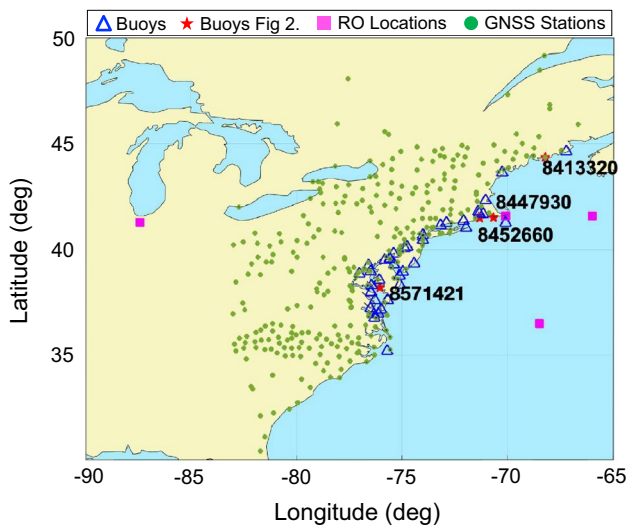 Buoys Buoys Fig 2. RO Locations GNSS Stations
50
45
40
35
8413320
8447930
8452660
8571421
-90 -85 -80 -75 -70 -65
Latitude (deg)
Longitude (deg)